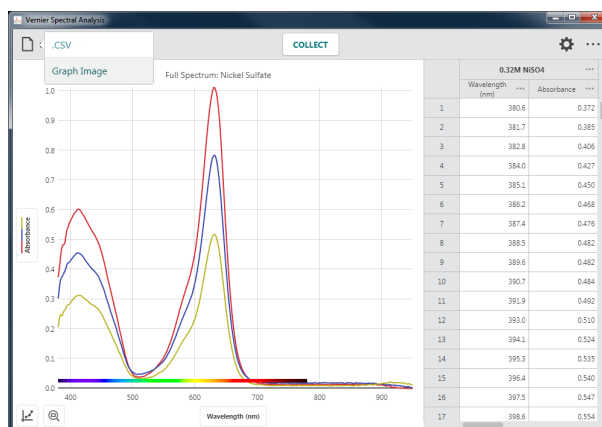 Vernier Spectral Analysis
.CSV
Graph Image
COLLECT
Full Spectrum: Nickel Sulfate
1.0
0.9
0.8
0.7
0.6
0.5
0.4
0.3
0.2
0.1
0.0
Absorbance
400
500
600
700
800
900
Wavelength (nm)
0.32M NiSO4
Wavelength (nm) Absorbance
1 380.6 0.372
2 381.7 0.385
3 382.8 0.406
4 384.0 0.427
5 385.1 0.450
6 386.2 0.468
7 387.4 0.476
8 388.5 0.482
9 389.6 0.482
10 390.7 0.484
11 391.9 0.492
12 393.0 0.510
13 394.1 0.524
14 395.3 0.535
15 396.4 0.540
16 397.5 0.547
17 398.6 0.554